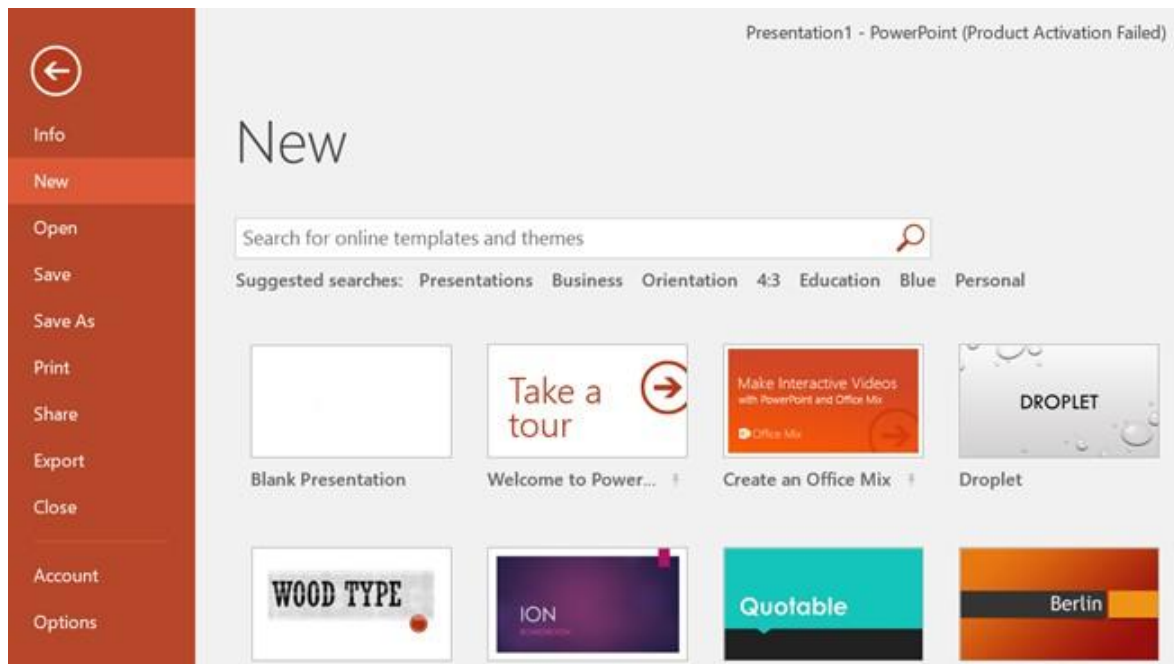 Presentation1 - PowerPoint (Product Activation Failed)
Info
New
Open
Save
Save As
Print
Share
Export
Close
Account
Options
New
Search for online templates and themes
Suggested searches: Presentations Business Orientation 4:3 Education Blue Personal
Take a
tour
Make Interactive Videos
with PowerPoint and Office Mix
Office Mix
DROPLET
Blank Presentation
Welcome to Power...
Create an Office Mix
Droplet
WOOD TYPE
ION
Quotable
Berlin